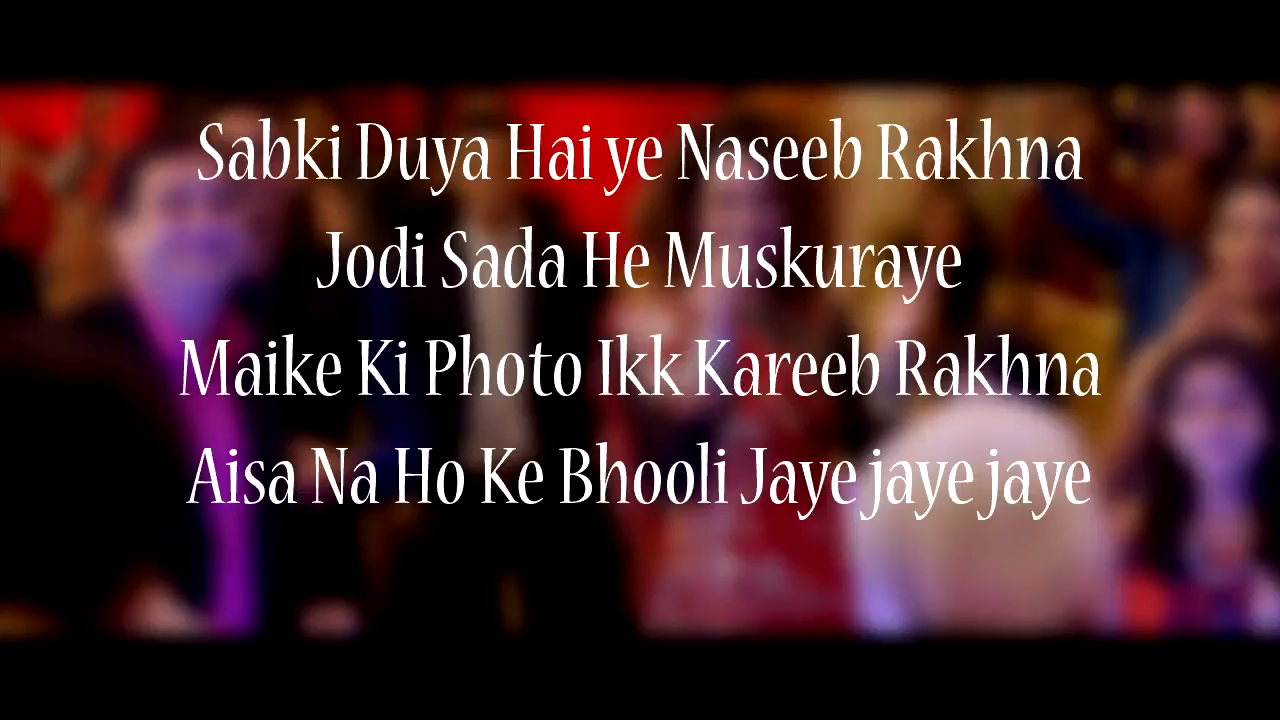 Sabki Duya Hai ye Naseeb Rakhna
Jodi Sada He Muskuraye
Maike Ki Photo Ikk Kareeb Rakhna
Aisa Na Ho Ke Bhooli Jaye jaye jaye